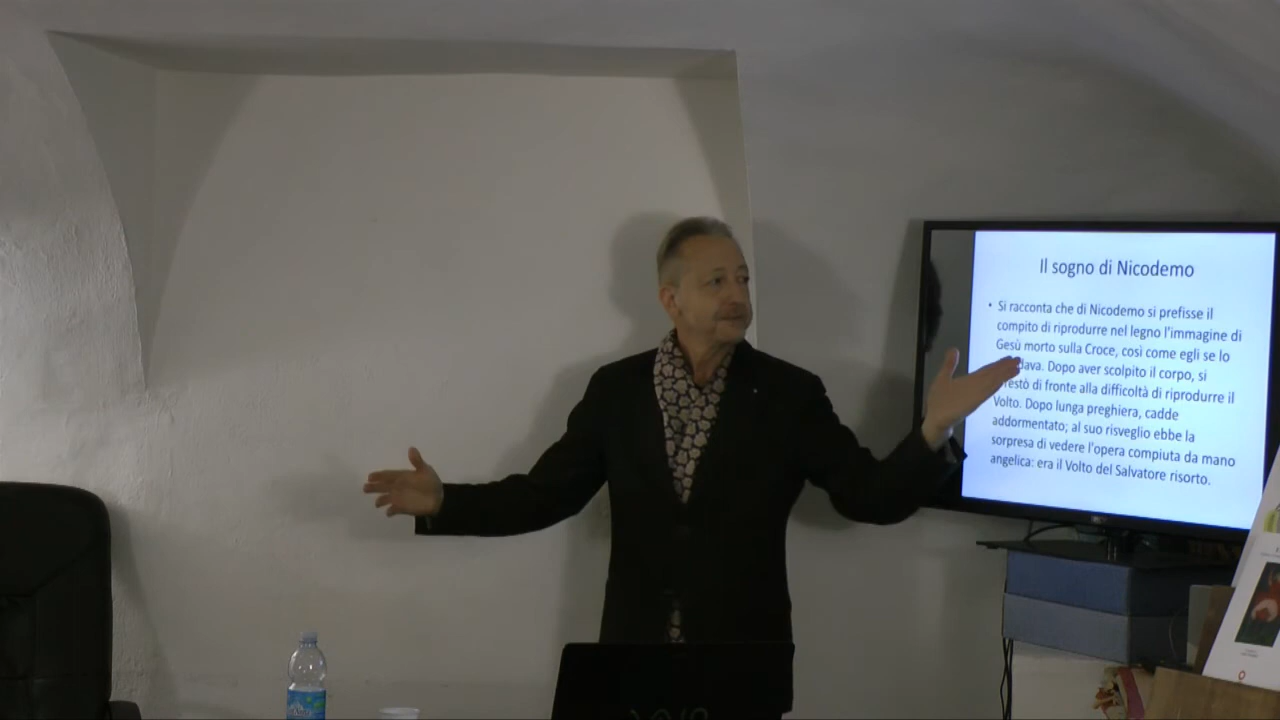 Il sogno di Nicodemo
• Si racconta che di Nicodemo si prefisse il
compito di riprodurre nel legno l'immagine di
Gesù morto sulla Croce, così come egli se lo
dava. Dopo aver scolpito il corpo, si
restò di fronte alla difficoltà di riprodurre il
Volto. Dopo lunga preghiera, cadde
addormentato; al suo risveglio ebbe la
sorpresa di vedere l'opera compiuta da mano
angelica: era il Volto del Salvatore risorto.